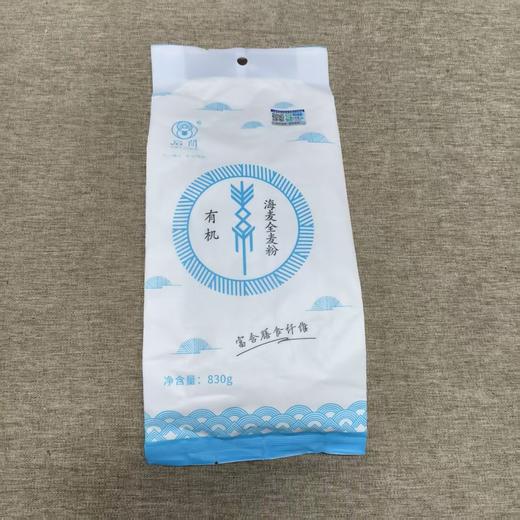 有机
海麦全麦粉
富含膳食纤维
净含量：830g